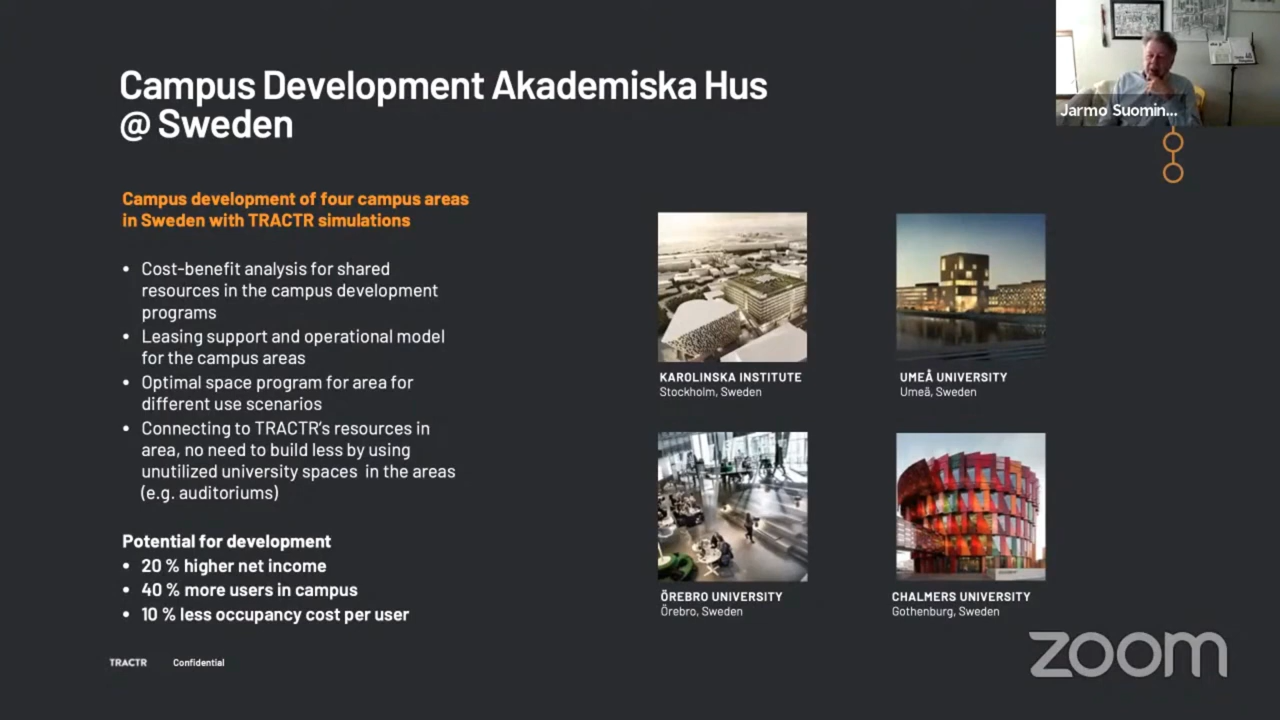 Campus Development Akademiska Hus
@ Sweden
Jarmo Suomin...
Campus development of four campus areas
in Sweden with TRACTR simulations
• Cost-benefit analysis for shared
resources in the campus development
programs
• Leasing support and operational model
for the campus areas
• Optimal space program for area for
different use scenarios
• Connecting to TRACTR's resources in
area, no need to build less by using
unutilized university spaces in the areas
(e.g. auditoriums)
Potential for development
• 20 % higher net income
• 40 % more users in campus
• 10 % less occupancy cost per user
KAROLINSKA INSTITUTE
Stockholm, Sweden
UMEÅ UNIVERSITY
Umeå, Sweden
ÖREBRO UNIVERSITY
Örebro, Sweden
CHALMERS UNIVERSITY
Gothenburg, Sweden
TRACTR Confidential
zoom